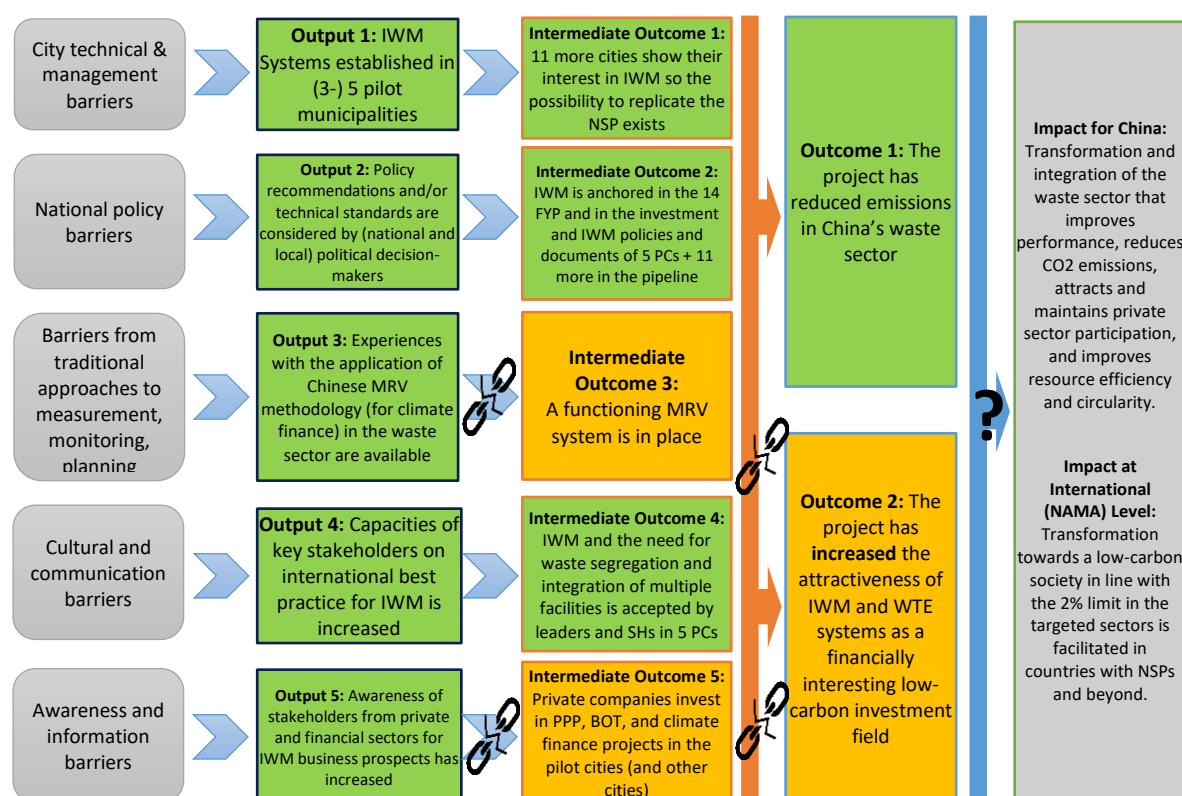 City technical &
management
barriers
Output 1: IWM
Systems established in
(3-) 5 pilot
municipalities
Intermediate Outcome 1:
11 more cities show their
interest in IWM so the
possibility to replicate the
NSP exists
National policy
barriers
Output 2: Policy
recommendations and/or
technical standards are
considered by (national and
local) political decision-
makers
Intermediate Outcome 2:
IWM is anchored in the 14
FYP and in the investment
and IWM policies and
documents of 5 PCs + 11
more in the pipeline
Barriers from
traditional
approaches to
measurement,
monitoring,
planning
Output 3: Experiences
with the application of
Chinese MRV
methodology (for climate
finance) in the waste
sector are available
Intermediate
Outcome 3:
A functioning MRV
system is in place
Cultural and
communication
barriers
Output 4: Capacities of
key stakeholders on
international best
practice for IWM is
increased
Intermediate Outcome 4:
IWM and the need for
waste segregation and
integration of multiple
facilities is accepted by
leaders and SHs in 5 PCs
Awareness and
information
barriers
Output 5: Awareness of
stakeholders from private
and financial sectors for
IWM business prospects has
increased
Intermediate Outcome 5:
Private companies invest
in PPP, BOT, and climate
finance projects in the
pilot cities (and other
cities)
Outcome 1: The
project has
reduced emissions
in China's waste
sector
Outcome 2: The
project has
increased the
attractiveness of
IWM and WTE
systems as a
financially
interesting low-
carbon investment
field
?
Impact for China:
Transformation and
integration of the
waste sector that
improves
performance, reduces
CO2 emissions,
attracts and
maintains private
sector participation,
and improves
resource efficiency
and circularity.
Impact at
International
(NAMA) Level:
Transformation
towards a low-carbon
society in line with
the 2% limit in the
targeted sectors is
facilitated in
countries with NSPs
and beyond.